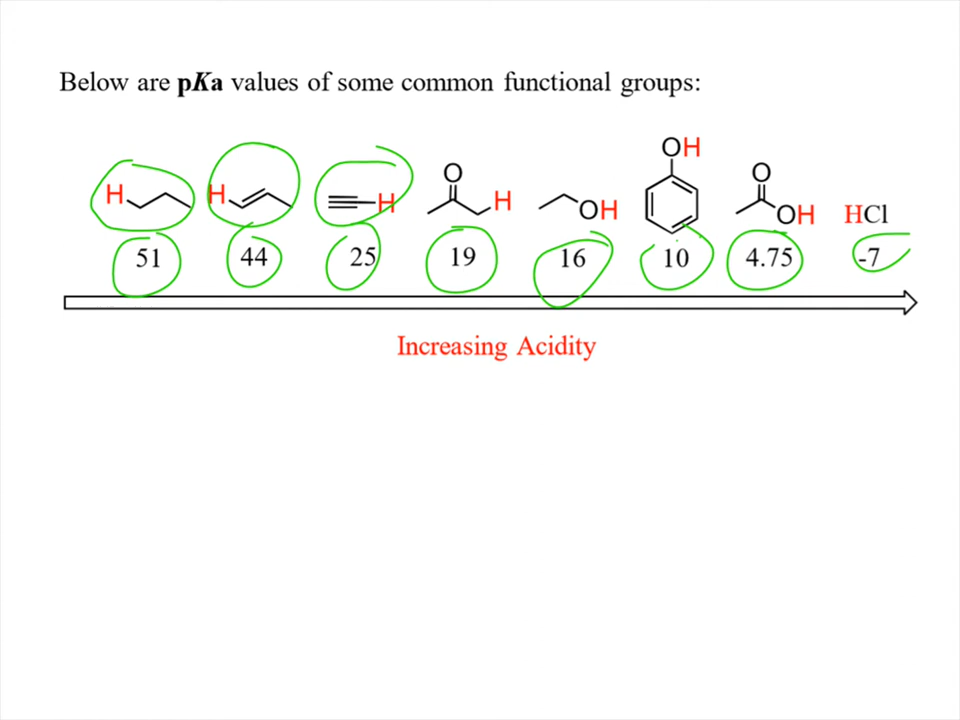 Below are pKa values of some common functional groups:
OH
O O
H H H H OH OH HCl
51 44 25 19 16 10 4.75 -7
Increasing Acidity